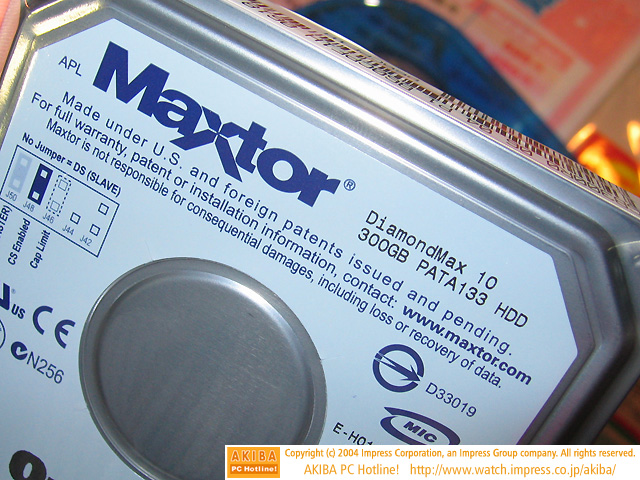 APL
Maxtor®
Made under U.S. and foreign patents issued and pending.
For full warranty, patent or installation information, contact: www.maxtor.com
Maxtor is not responsible for consequential damages, including loss or recovery of data.
DiamondMax 10
300GB PATA133 HDD
No Jumper = DS (SLAVE)
J50
J48
J46
J44
J42
CS Enabled
Cap Limit
US
CE
N256
D33019
MIC
AKIBA
PC Hotline!
Copyright (c) 2004 Impress Corporation, an Impress Group company. All rights reserved.
AKIBA PC Hotline! http://www.watch.impress.co.jp/akiba/